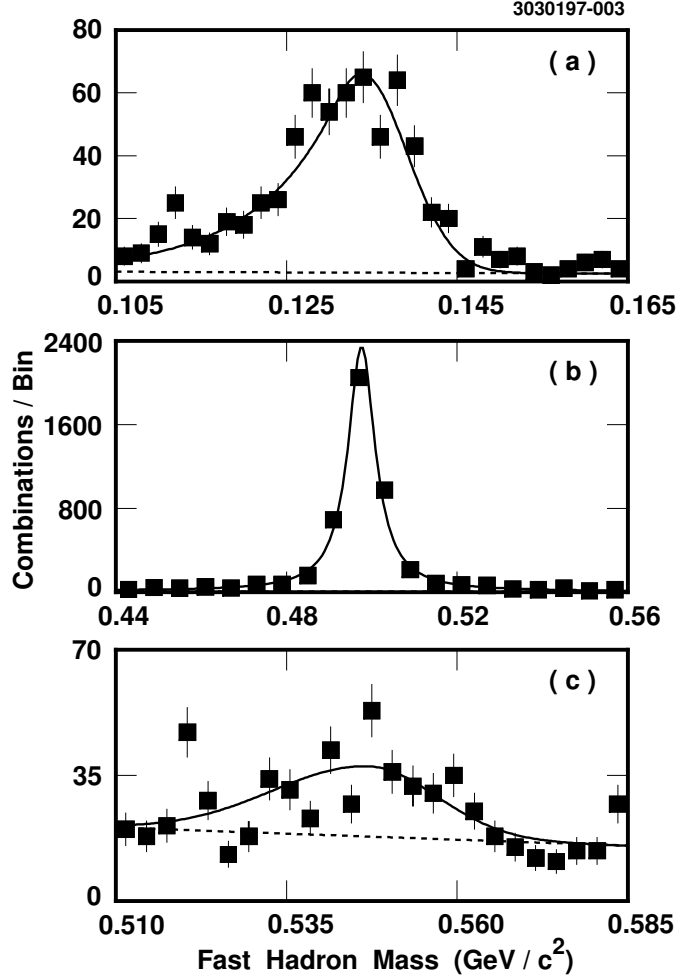 3030197-003
80
( a )
60
40
20
0
0.105 0.125 0.145 0.165
2400
( b )
1600
800
0
0.44 0.48 0.52 0.56
Combinations / Bin
70
( c )
35
0
0.510 0.535 0.560 0.585
Fast Hadron Mass (GeV / c²)